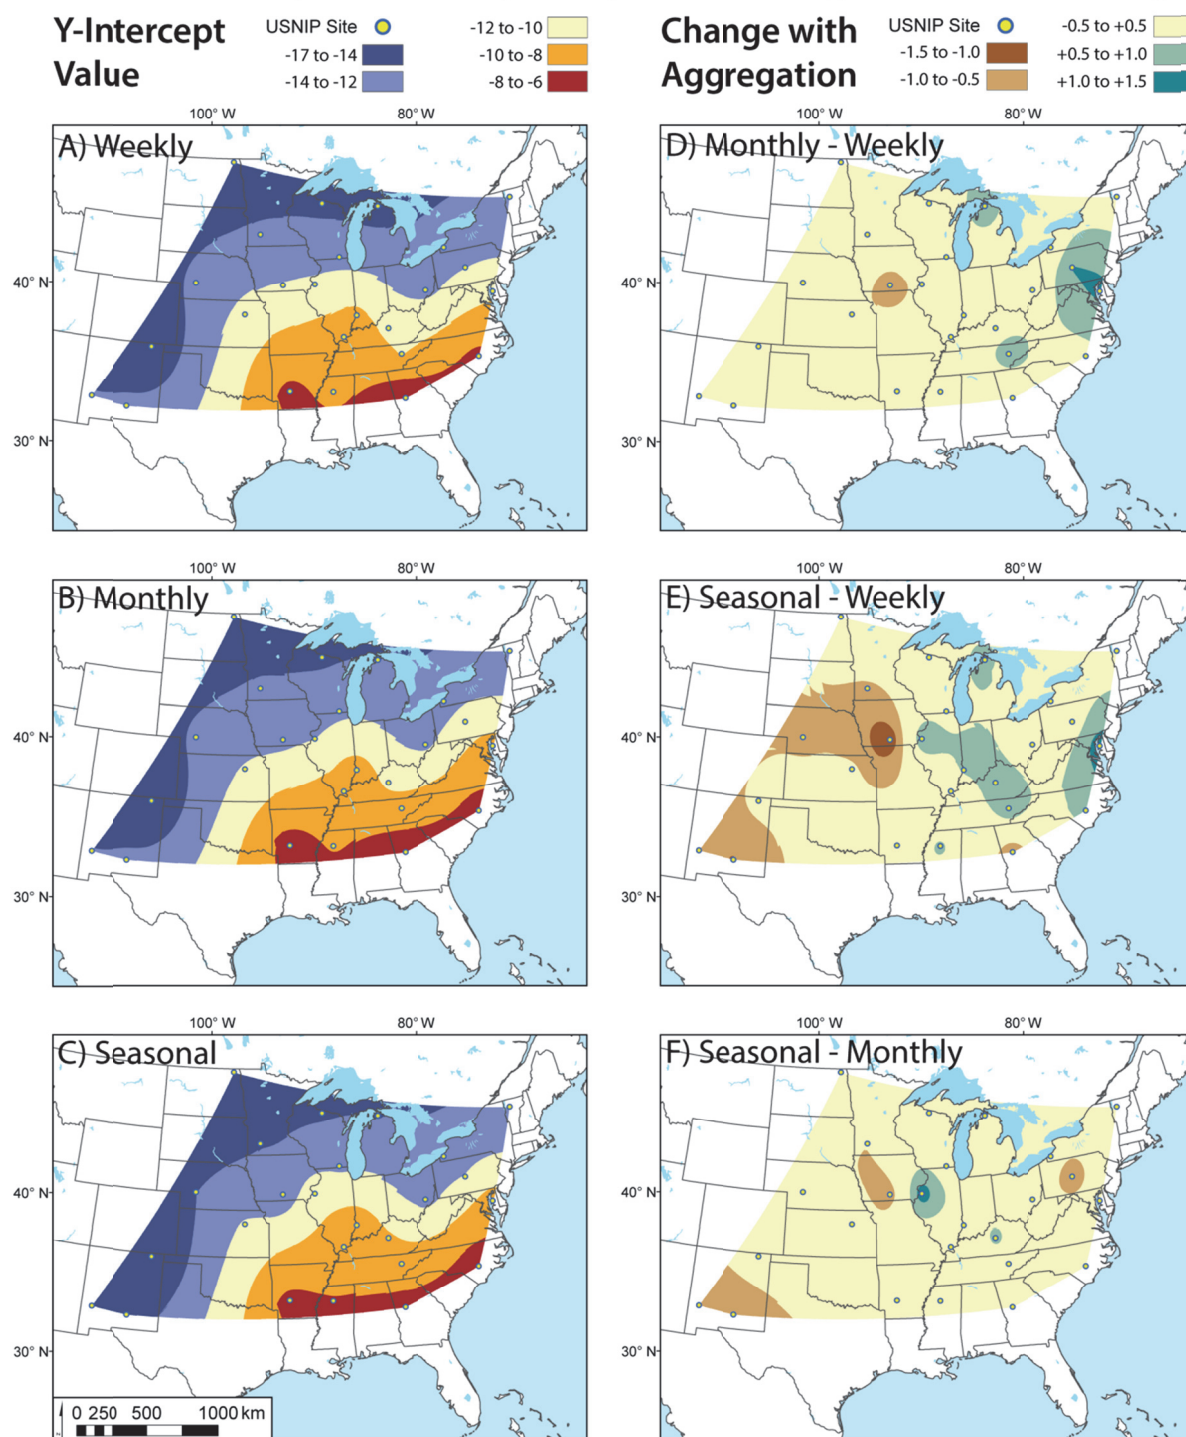 Y-Intercept Value
USNIP Site
-17 to -14
-14 to -12
-12 to -10
-10 to -8
-8 to -6
Change with Aggregation
USNIP Site
-1.5 to -1.0
-1.0 to -0.5
-0.5 to +0.5
+0.5 to +1.0
+1.0 to +1.5
100° W
80° W
100° W
80° W
A) Weekly
D) Monthly - Weekly
40° N
40° N
30° N
30° N
100° W
80° W
100° W
80° W
B) Monthly
E) Seasonal - Weekly
40° N
40° N
30° N
30° N
100° W
80° W
100° W
80° W
C) Seasonal
F) Seasonal - Monthly
40° N
40° N
30° N
30° N
0 250 500 1000 km